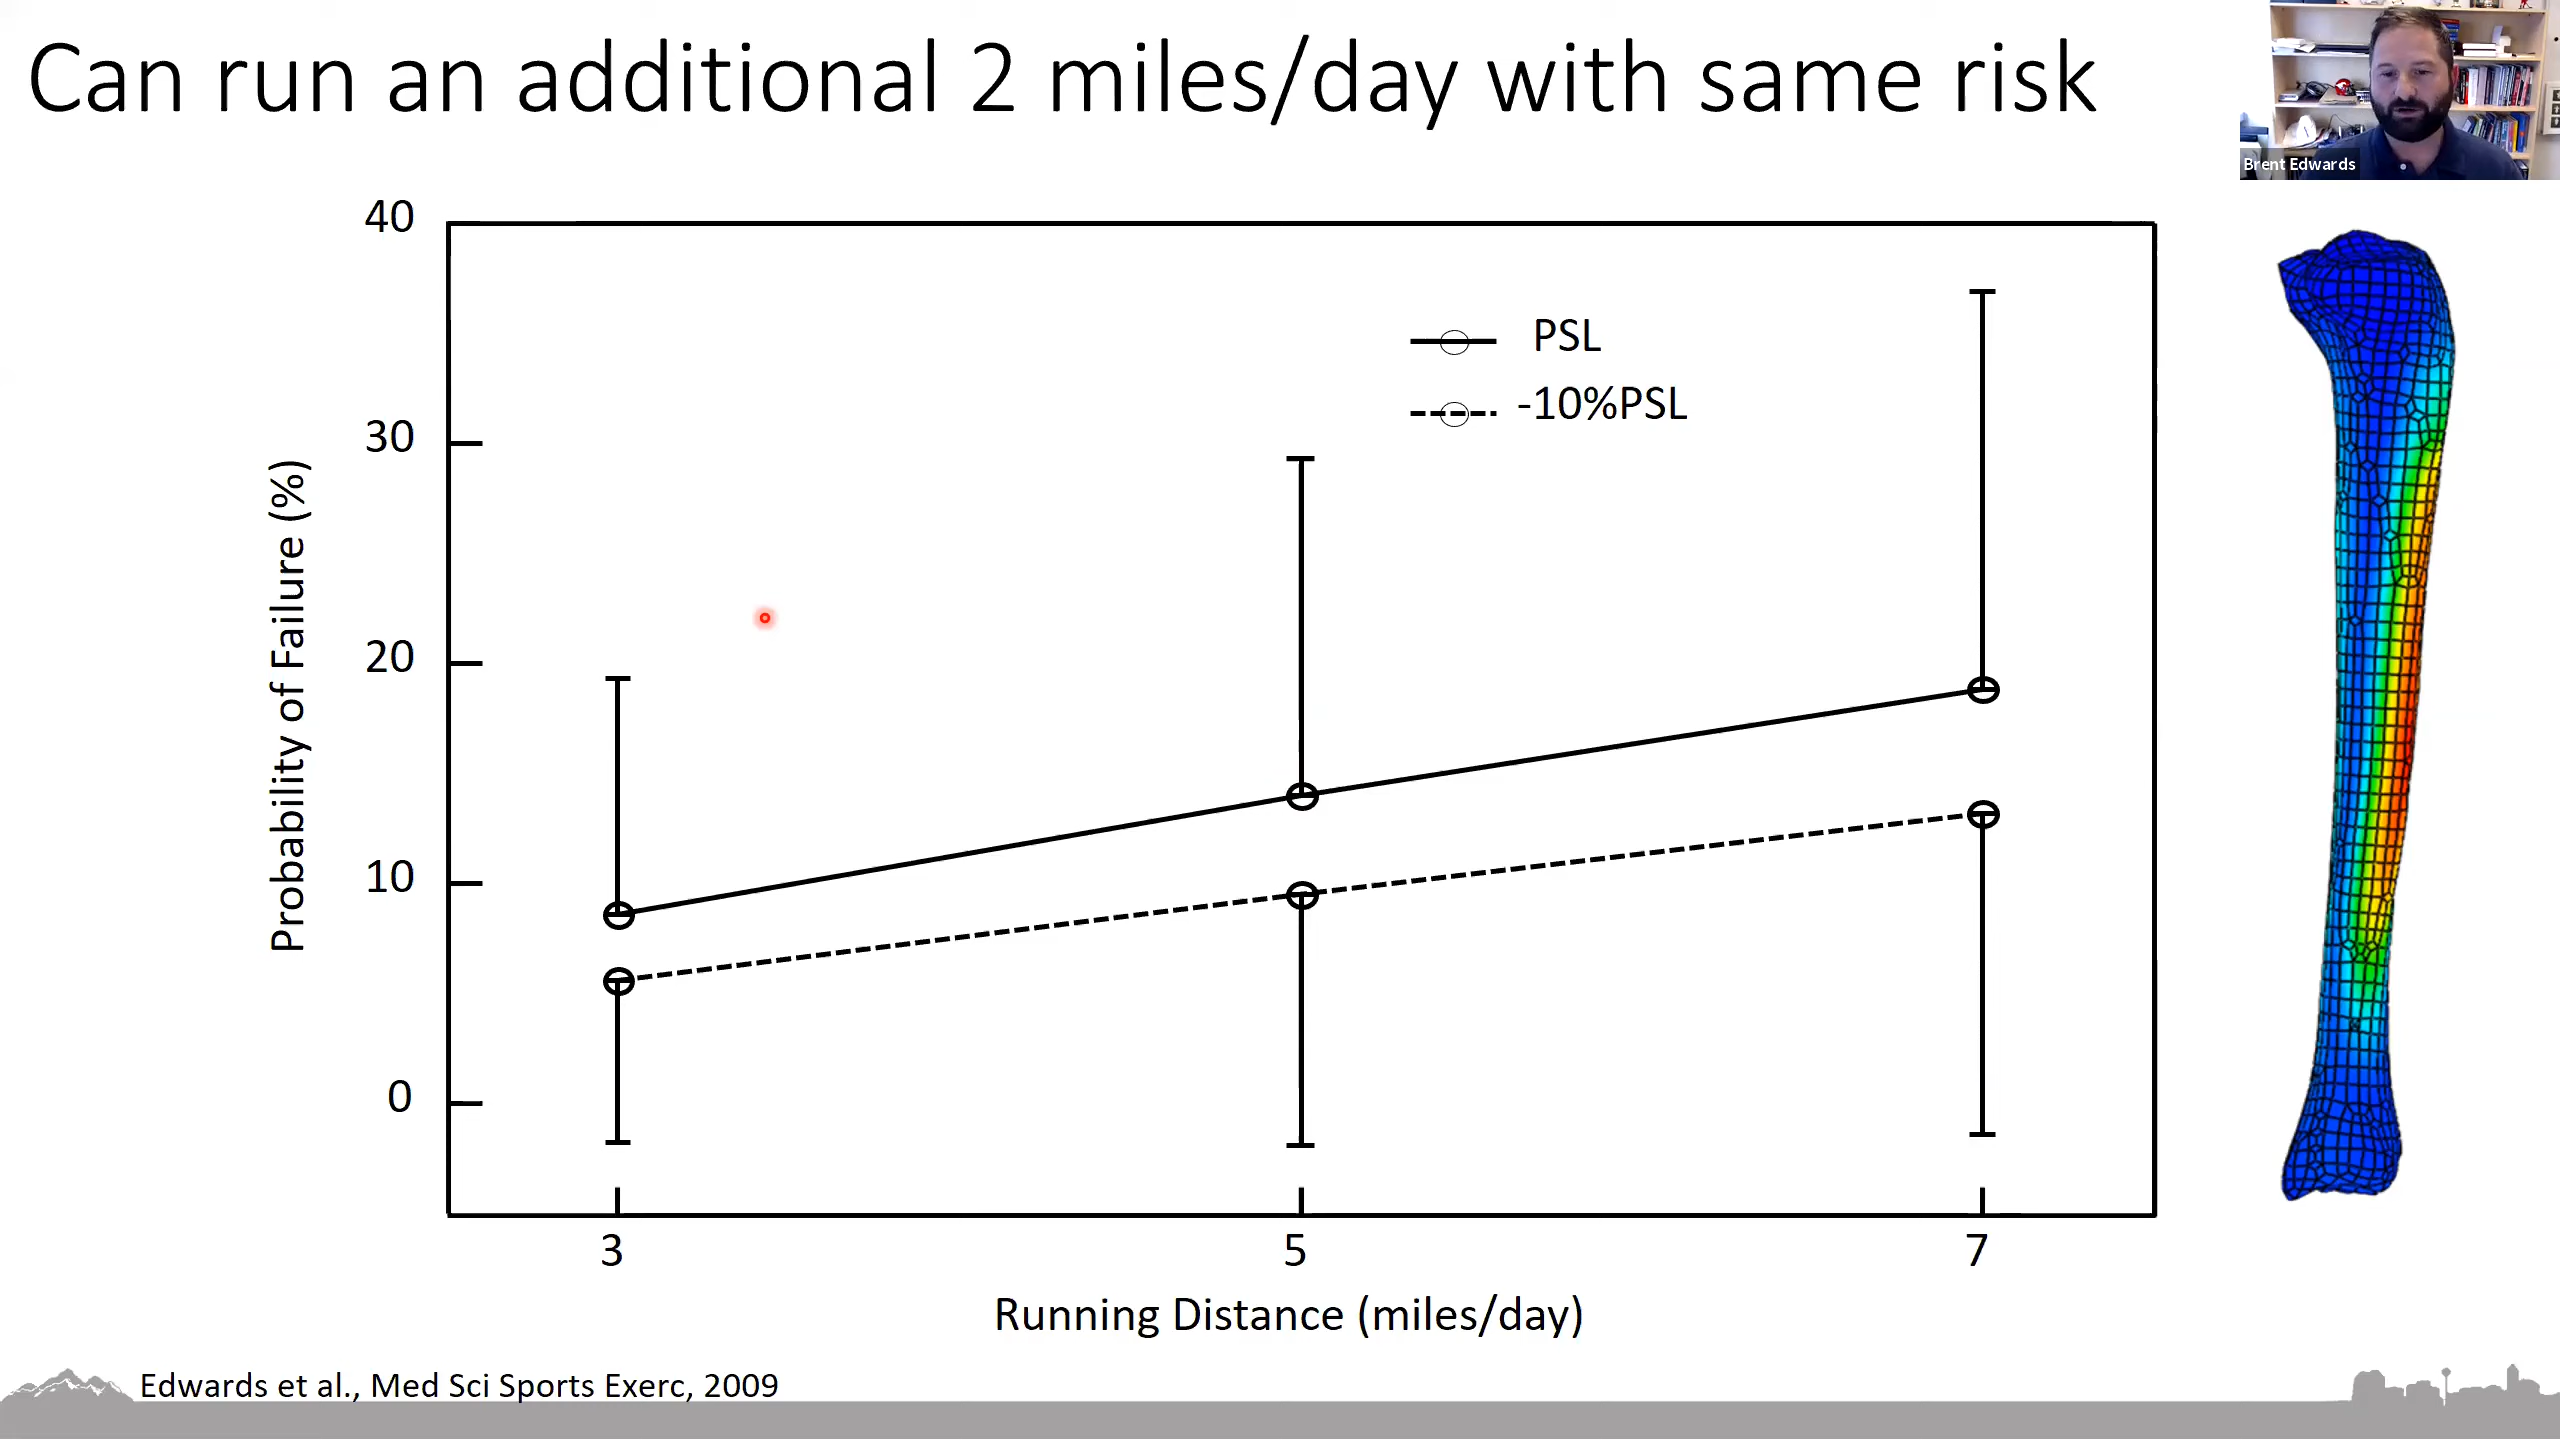 Can run an additional 2 miles/day with same risk
Brent Edwards
40
30
20
10
0
Probability of Failure (%)
PSL
-10%PSL
3
5
7
Running Distance (miles/day)
Edwards et al., Med Sci Sports Exerc, 2009